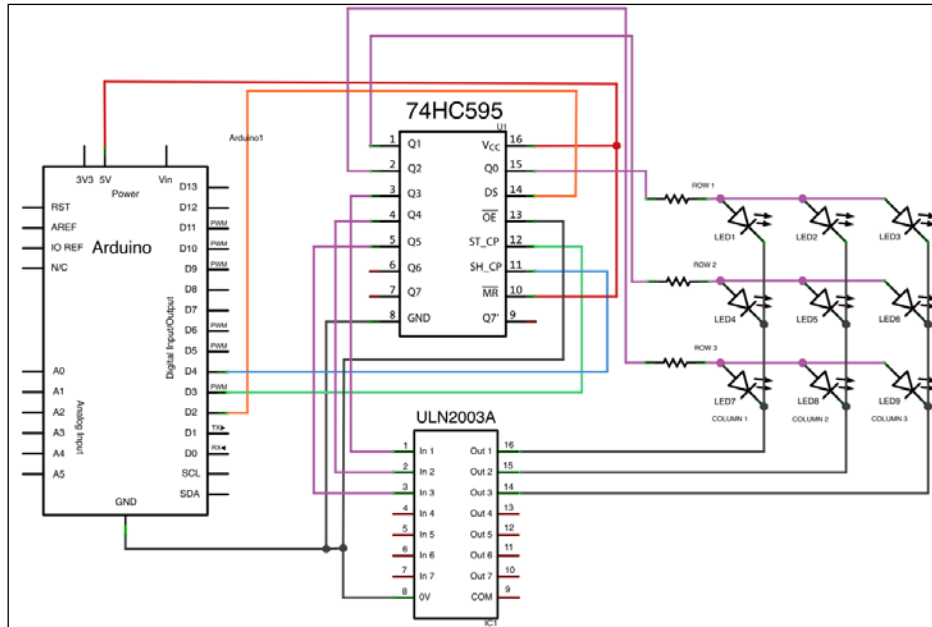 74HC595
U1
Arduino1
1 Q1 VCC 16
2 Q2 Q0 15
3 Q3 DS 14
4 Q4 OE 13
5 Q5 ST_CP 12
6 Q6 SH_CP 11
7 Q7 MR 10
8 GND Q7' 9
3V3 5V Vin
Power
Arduino
RST
AREF
IO REF
N/C
A0
A1
A2
A3
A4
A5
Analog Input
Digital Input/Output
D13
D12
D11 PWM
D10 PWM
D9 PWM
D8
D7
D6 PWM
D5 PWM
D4
D3 PWM
D2
D1 TX
D0 RX
SCL
SDA
GND
ROW 1
LED1 LED2 LED3
ROW 2
LED4 LED5 LED6
ROW 3
LED7 LED8 LED9
COLUMN 1 COLUMN 2 COLUMN 3
ULN2003A
1 In 1 Out 1 16
2 In 2 Out 2 15
3 In 3 Out 3 14
4 In 4 Out 4 13
5 In 5 Out 5 12
6 In 6 Out 6 11
7 In 7 Out 7 10
8 0V COM 9
IC1